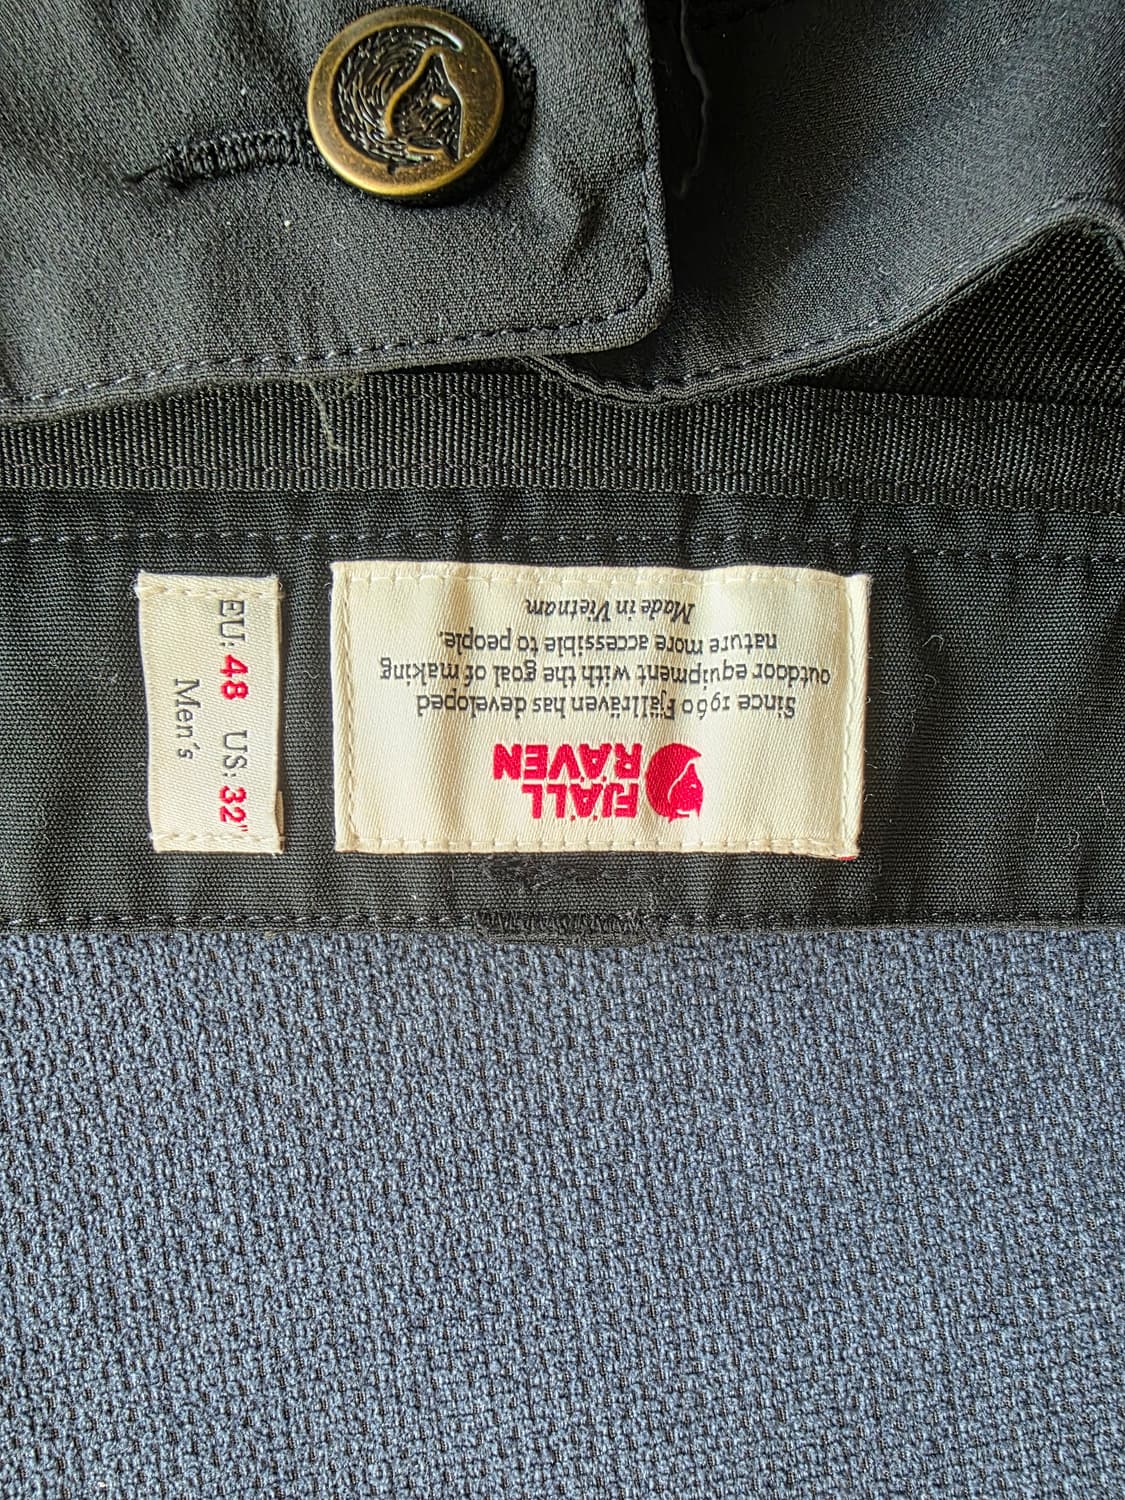 FJÄLL
RÄVEN
Since 1960 Fjällräven has developed
outdoor equipment with the goal of making
nature more accessible to people.
Made in Vietnam
EU: 48 US: 32"
Men's